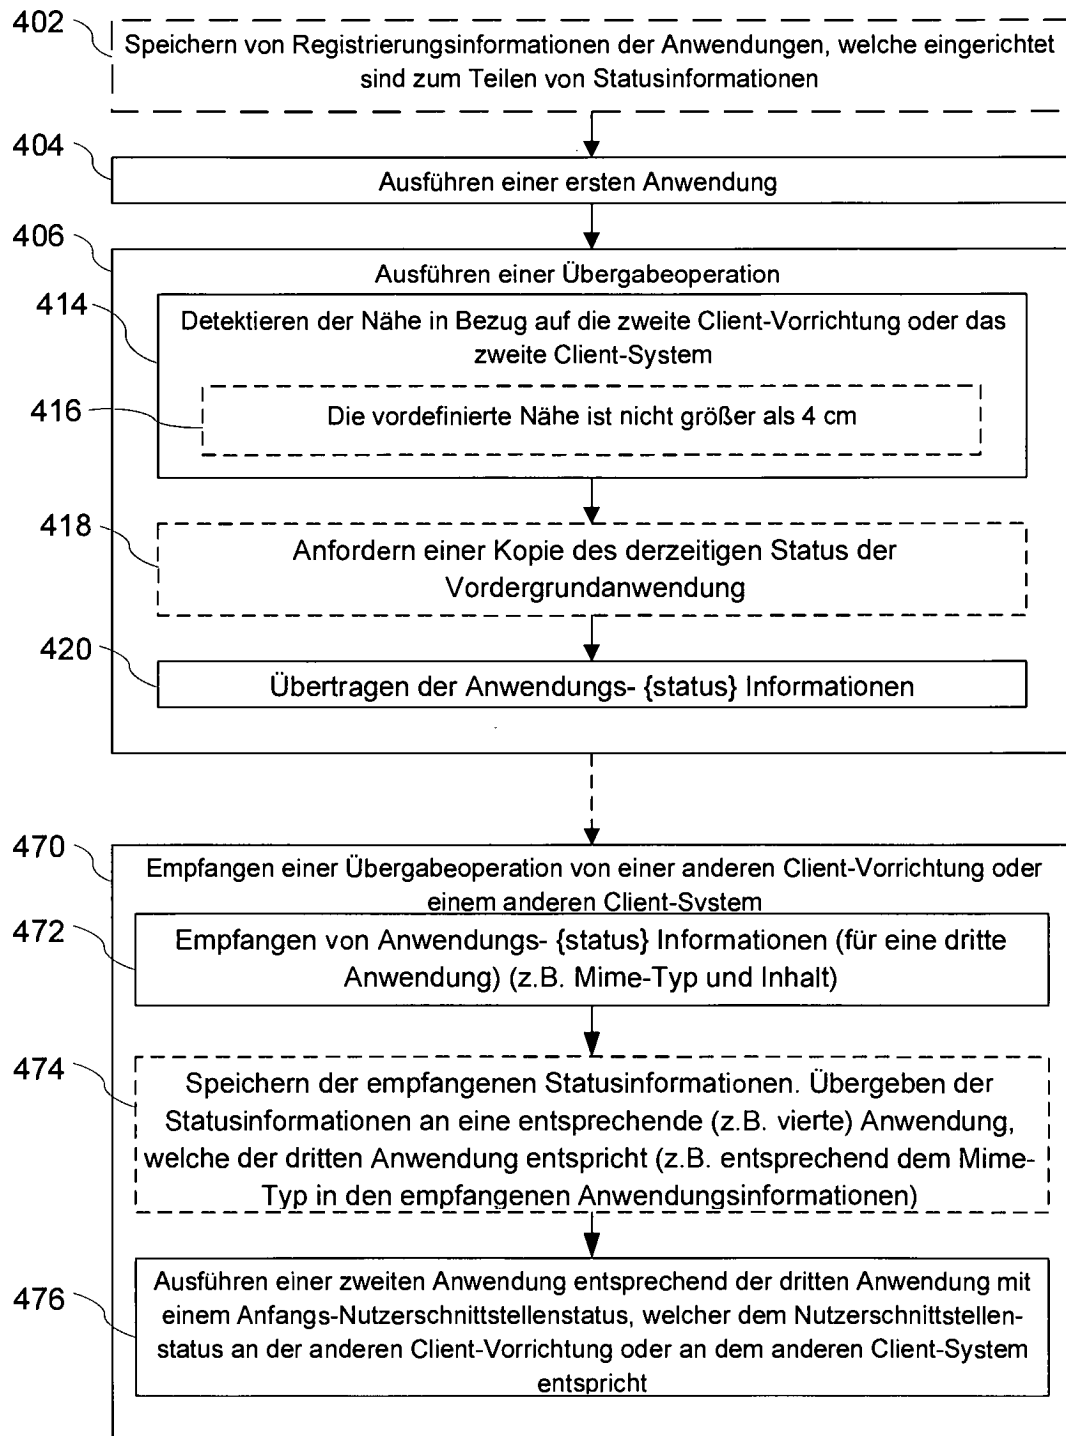 402
Speichern von Registrierungsinformationen der Anwendungen, welche eingerichtet
sind zum Teilen von Statusinformationen
404
Ausführen einer ersten Anwendung
406
Ausführen einer Übergabeoperation
414
Detektieren der Nähe in Bezug auf die zweite Client-Vorrichtung oder das
zweite Client-System
416
Die vordefinierte Nähe ist nicht größer als 4 cm
418
Anfordern einer Kopie des derzeitigen Status der
Vordergrundanwendung
420
Übertragen der Anwendungs- {status} Informationen
470
Empfangen einer Übergabeoperation von einer anderen Client-Vorrichtung oder
einem anderen Client-System
472
Empfangen von Anwendungs- {status} Informationen (für eine dritte
Anwendung) (z.B. Mime-Typ und Inhalt)
474
Speichern der empfangenen Statusinformationen. Übergeben der
Statusinformationen an eine entsprechende (z.B. vierte) Anwendung,
welche der dritten Anwendung entspricht (z.B. entsprechend dem Mime-
Typ in den empfangenen Anwendungsinformationen)
476
Ausführen einer zweiten Anwendung entsprechend der dritten Anwendung mit
einem Anfangs-Nutzerschnittstellenstatus, welcher dem Nutzerschnittstellen-
status an der anderen Client-Vorrichtung oder an dem anderen Client-System
entspricht